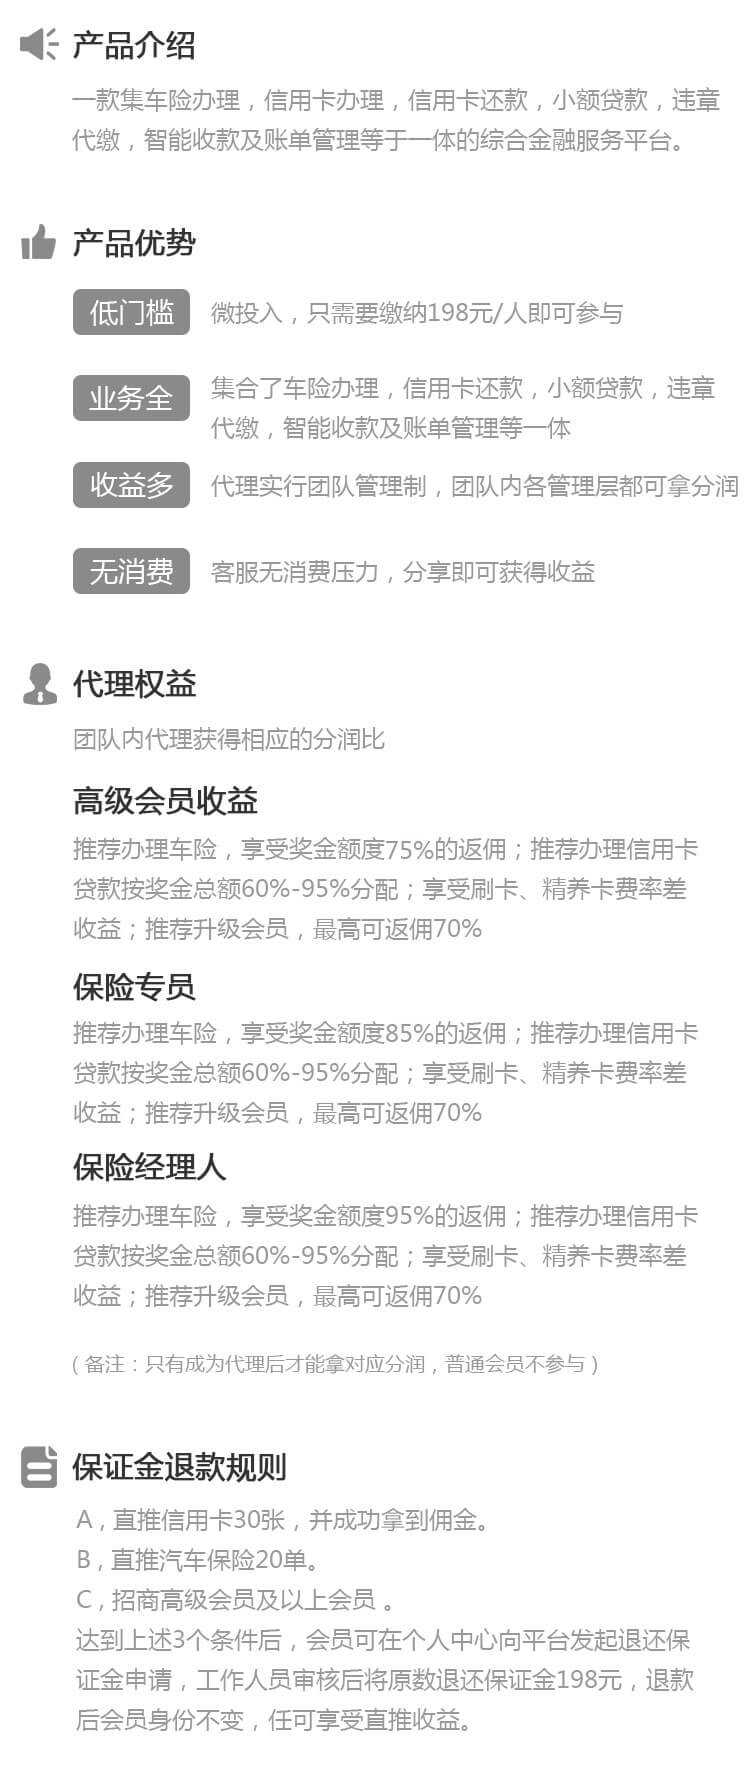 产品介绍
一款集车险办理，信用卡办理，信用卡还款，小额贷款，违章
代缴，智能收款及账单管理等于一体的综合金融服务平台。
产品优势
低门槛
微投入，只需要缴纳198元/人即可参与
业务全
集合了车险办理，信用卡还款，小额贷款，违章
代缴，智能收款及账单管理等一体
收益多
代理实行团队管理制，团队内各管理层都可拿分润
无消费
客服无消费压力，分享即可获得收益
代理权益
团队内代理获得相应的分润比
高级会员收益
推荐办理车险，享受奖金额度75%的返佣；推荐办理信用卡
贷款按奖金总额60%-95%分配；享受刷卡、精养卡费率差
收益；推荐升级会员，最高可返佣70%
保险专员
推荐办理车险，享受奖金额度85%的返佣；推荐办理信用卡
贷款按奖金总额60%-95%分配；享受刷卡、精养卡费率差
收益；推荐升级会员，最高可返佣70%
保险经理人
推荐办理车险，享受奖金额度95%的返佣；推荐办理信用卡
贷款按奖金总额60%-95%分配；享受刷卡、精养卡费率差
收益；推荐升级会员，最高可返佣70%
（备注：只有成为代理后才能拿对应分润，普通会员不参与）
保证金退款规则
A，直推信用卡30张，并成功拿到佣金。
B，直推汽车保险20单。
C，招商高级会员及以上会员 。
达到上述3个条件后，会员可在个人中心向平台发起退还保
证金申请，工作人员审核后将原数退还保证金198元，退款
后会员身份不变，任可享受直推收益。